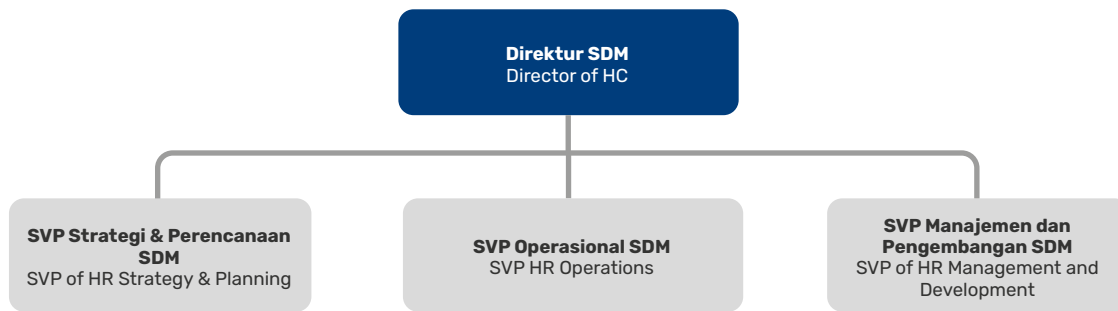 Direktur SDM
Director of HC
SVP Strategi & Perencanaan
SDM
SVP of HR Strategy & Planning
SVP Operasional SDM
SVP HR Operations
SVP Manajemen dan
Pengembangan SDM
SVP of HR Management and
Development